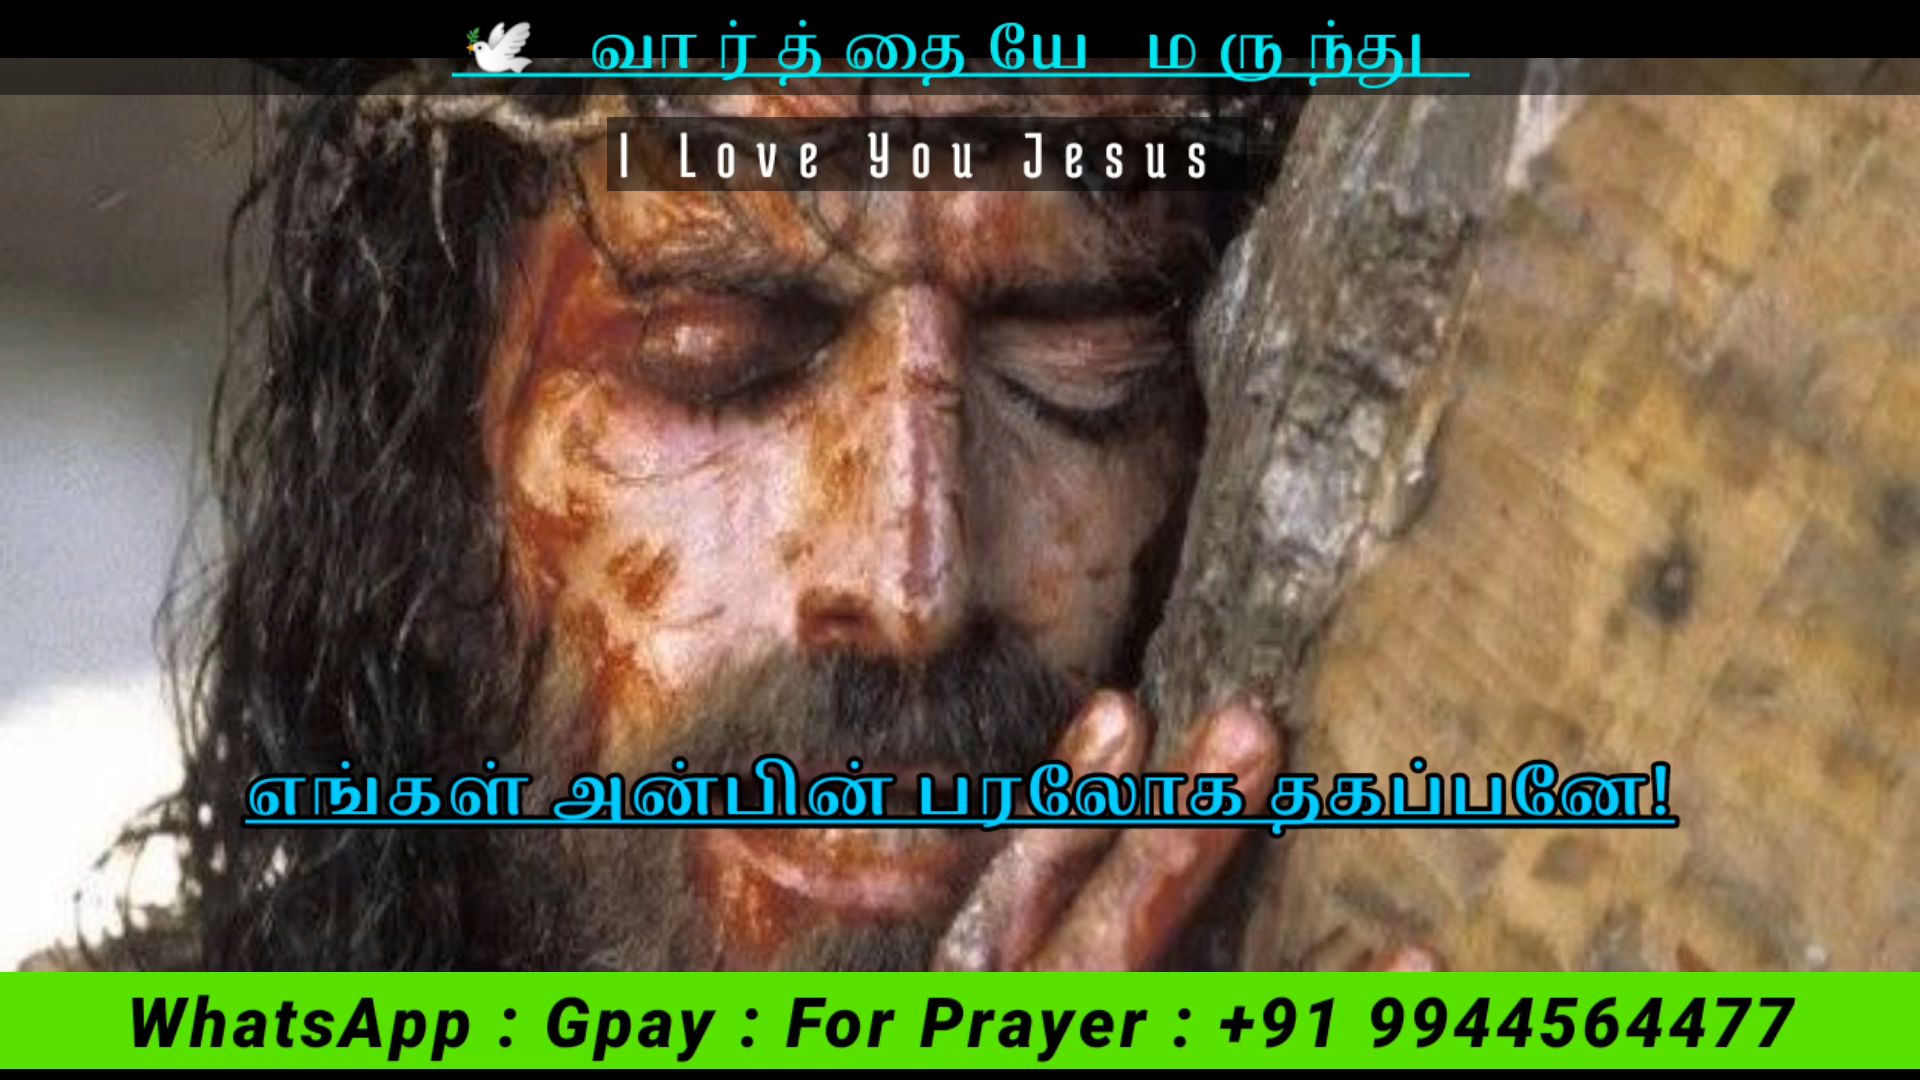 🕊️ வார்த்தையே மருந்து
I Love You Jesus
எங்கள் அன்பின் பரலோக தகப்பனே!
WhatsApp : Gpay : For Prayer : +91 9944564477